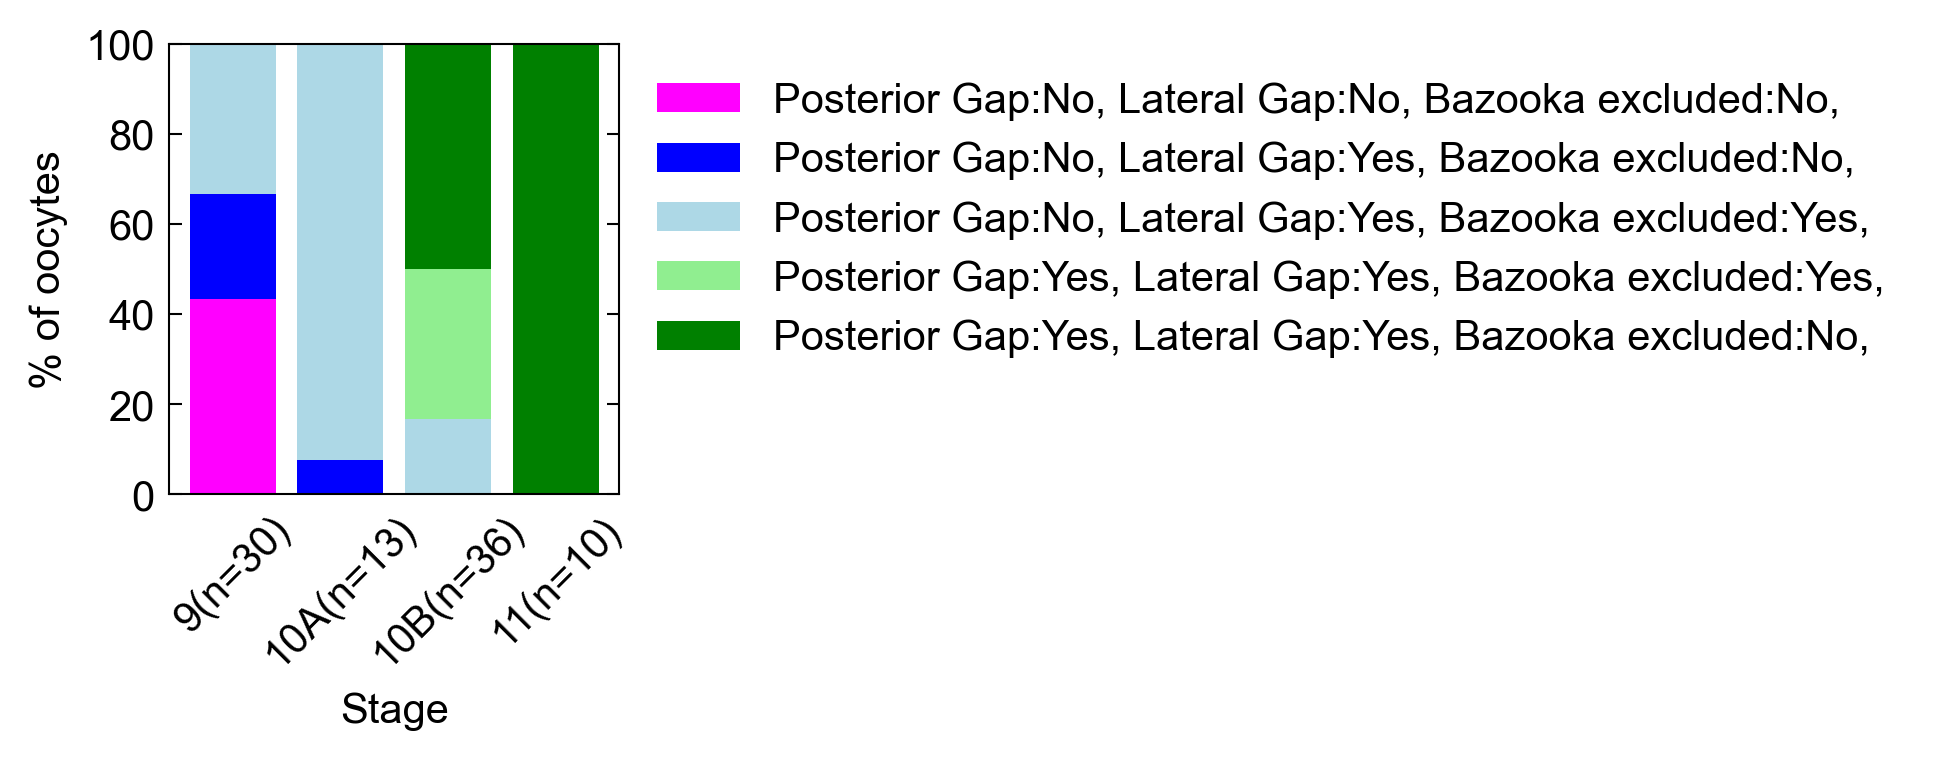 100
80
60
40
20
0
% of oocytes
9(n=30)
10A(n=13)
10B(n=36)
11(n=10)
Stage
Posterior Gap:No, Lateral Gap:No, Bazooka excluded:No,
Posterior Gap:No, Lateral Gap:Yes, Bazooka excluded:No,
Posterior Gap:No, Lateral Gap:Yes, Bazooka excluded:Yes,
Posterior Gap:Yes, Lateral Gap:Yes, Bazooka excluded:Yes,
Posterior Gap:Yes, Lateral Gap:Yes, Bazooka excluded:No,